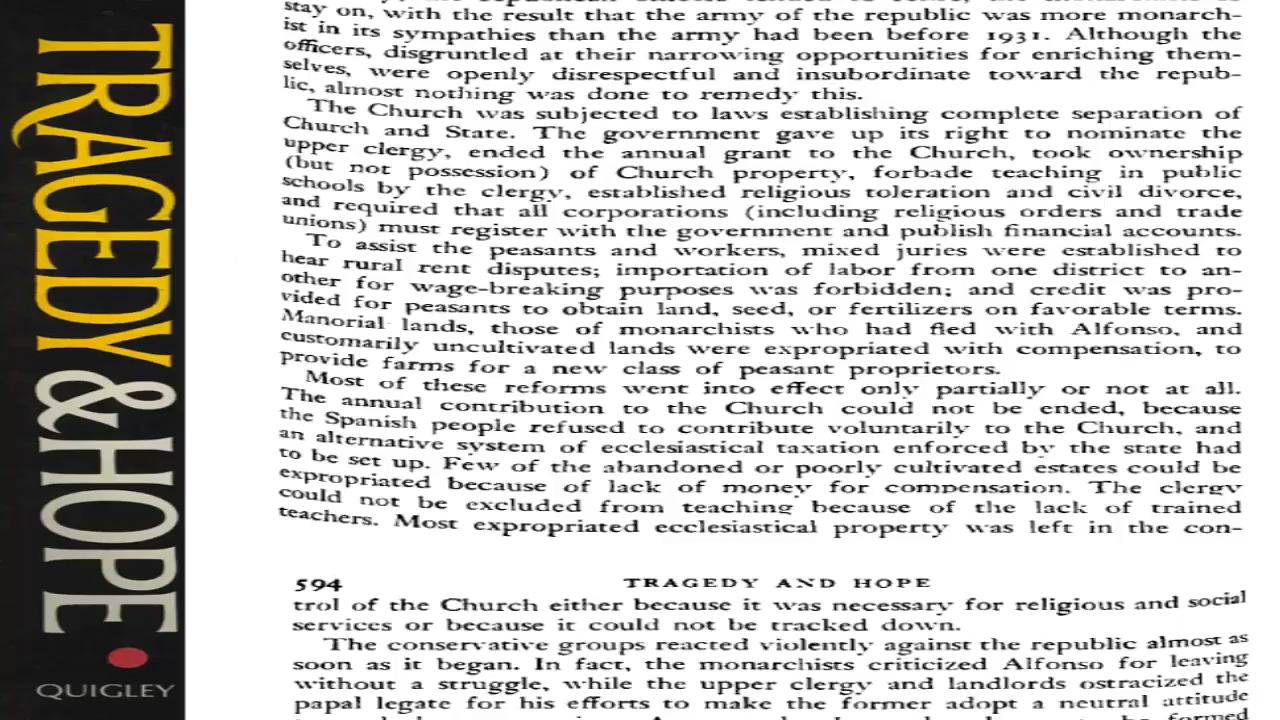 TRAGEDY & HOPE
QUIGLEY
stay on, with the result that the army of the republic was more monarch-
ist in its sympathies than the army had been before 1931. Although the
officers, disgruntled at their narrowing opportunities for enriching them-
selves, were openly disrespectful and insubordinate toward the repub-
lic, almost nothing was done to remedy this.
The Church was subjected to laws establishing complete separation of
Church and State. The government gave up its right to nominate the
upper clergy, ended the annual grant to the Church, took ownership
(but not possession) of Church property, forbade teaching in public
schools by the clergy, established religious toleration and civil divorce,
and required that all corporations (including religious orders and trade
unions) must register with the government and publish financial accounts.
To assist the peasants and workers, mixed juries were established to
hear rural rent disputes; importation of labor from one district to an-
other for wage-breaking purposes was forbidden; and credit was pro-
vided for peasants to obtain land, seed, or fertilizers on favorable terms.
Manorial lands, those of monarchists who had fled with Alfonso, and
customarily uncultivated lands were expropriated with compensation, to
provide farms for a new class of peasant proprietors.
Most of these reforms went into effect only partially or not at all.
The annual contribution to the Church could not be ended, because
the Spanish people refused to contribute voluntarily to the Church, and
an alternative system of ecclesiastical taxation enforced by the state had
to be set up. Few of the abandoned or poorly cultivated estates could be
expropriated because of lack of money for compensation. The clergy
could not be excluded from teaching because of the lack of trained
teachers. Most expropriated ecclesiastical property was left in the con-
594 TRAGEDY AND HOPE
trol of the Church either because it was necessary for religious and social
services or because it could not be tracked down.
The conservative groups reacted violently against the republic almost as
soon as it began. In fact, the monarchists criticized Alfonso for leaving
without a struggle, while the upper clergy and landlords ostracized the
papal legate for his efforts to make the former adopt a neutral attitude